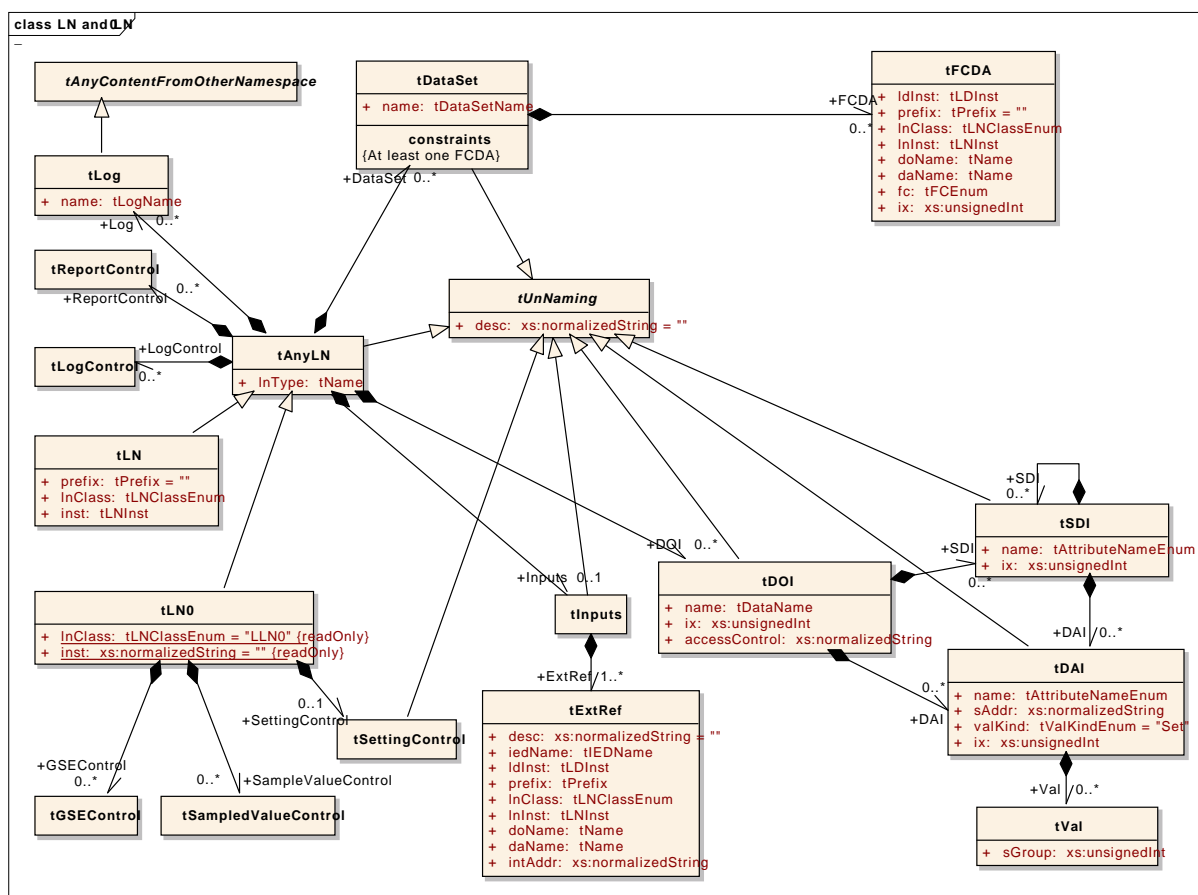 class LN and LN0
tAnyContentFromOtherNamespace
tDataSet
+ name: tDataSetName
constraints
{At least one FCDA}
+DataSet 0..*
+FCDA
0..*
tFCDA
+ ldInst: tLDInst
+ prefix: tPrefix = ""
+ lnClass: tLNClassEnum
+ lnInst: tLNInst
+ doName: tName
+ daName: tName
+ fc: tFCEnum
+ ix: xs:unsignedInt
tLog
+ name: tLogName
+Log 0..*
tReportControl
+ReportControl 0..*
tUnNaming
+ desc: xs:normalizedString = ""
+LogControl
0..*
tLogControl
tAnyLN
+ lnType: tName
tLN
+ prefix: tPrefix = ""
+ lnClass: tLNClassEnum
+ inst: tLNInst
+SDI
0..*
tSDI
+ name: tAttributeNameEnum
+ ix: xs:unsignedInt
+DOI 0..*
+SDI
0..*
tDOI
+ name: tDataName
+ ix: xs:unsignedInt
+ accessControl: xs:normalizedString
+Inputs 0..1
tInputs
tLN0
+ lnClass: tLNClassEnum = "LLN0" {readOnly}
+ inst: xs:normalizedString = "" {readOnly}
+DAI 0..*
tDAI
+ name: tAttributeNameEnum
+ sAddr: xs:normalizedString
+ valKind: tValKindEnum = "Set"
+ ix: xs:unsignedInt
0..*
+DAI
+ExtRef 1..*
tExtRef
+ desc: xs:normalizedString = ""
+ iedName: tIEDName
+ ldInst: tLDInst
+ prefix: tPrefix
+ lnClass: tLNClassEnum
+ lnInst: tLNInst
+ doName: tName
+ daName: tName
+ intAddr: xs:normalizedString
0..1
+SettingControl
tSettingControl
+GSEControl
0..*
0..* +SampleValueControl
tGSEControl
tSampledValueControl
+Val 0..*
tVal
+ sGroup: xs:unsignedInt